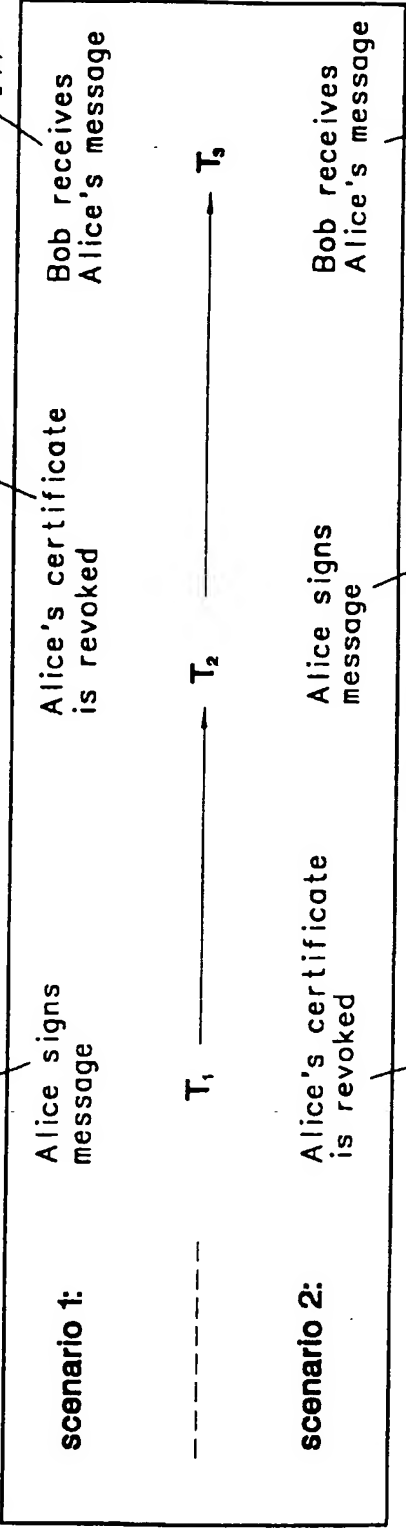 scenario 1:
Alice signs
message
Alice's certificate
is revoked
Bob receives
Alice's message
T₁
T₂
T₃
scenario 2:
Alice's certificate
is revoked
Alice signs
message
Bob receives
Alice's message